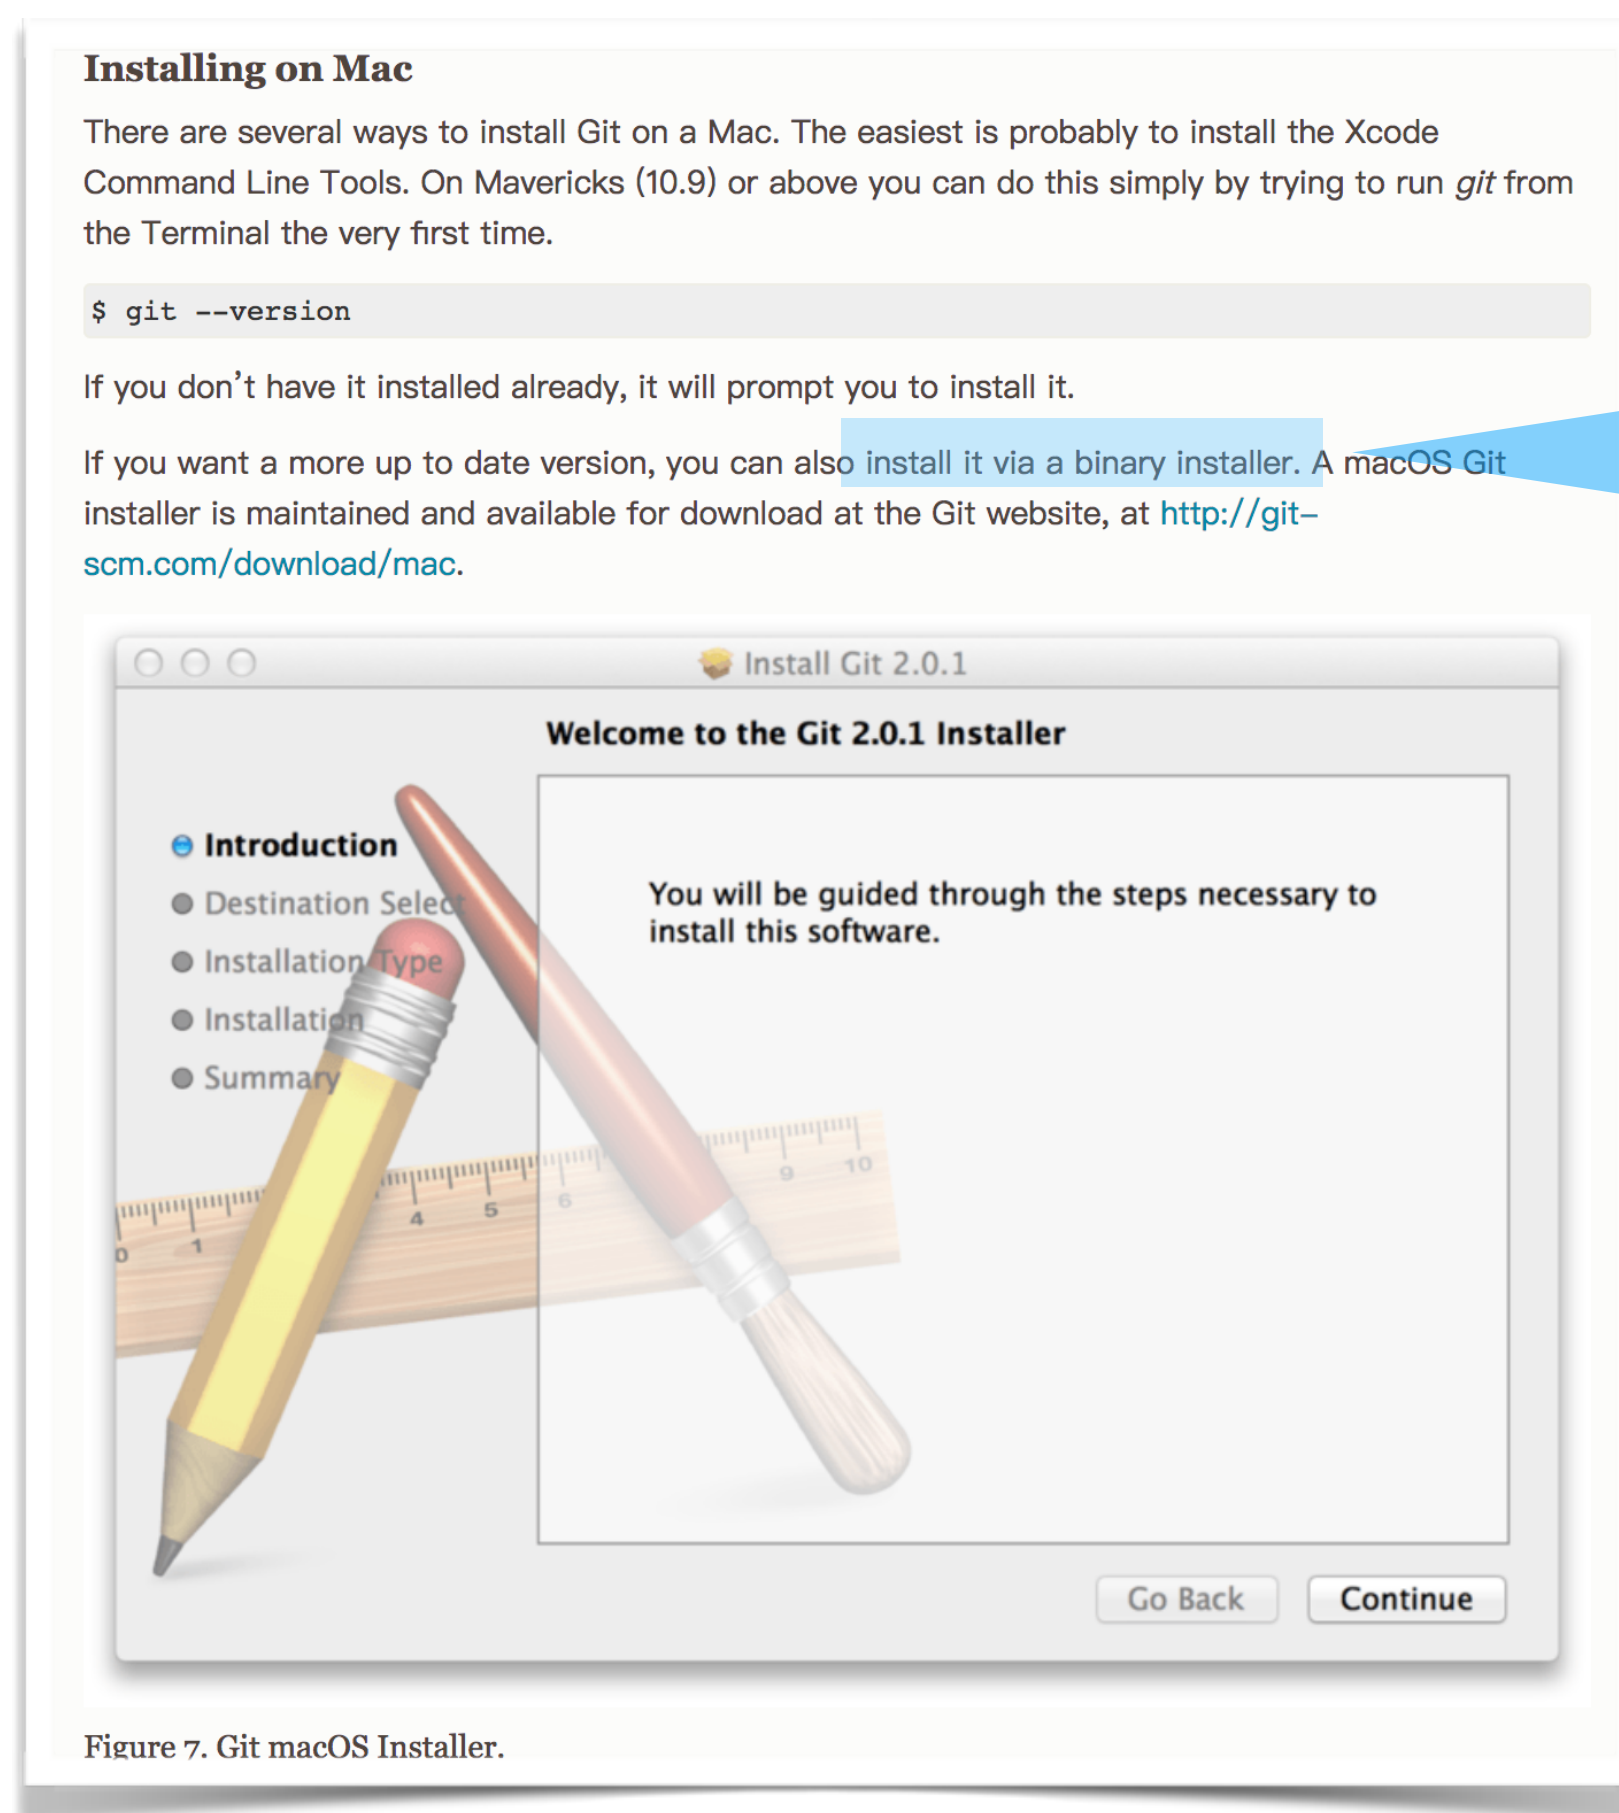 Installing on Mac
There are several ways to install Git on a Mac. The easiest is probably to install the Xcode
Command Line Tools. On Mavericks (10.9) or above you can do this simply by trying to run git from
the Terminal the very first time.
$ git --version
If you don't have it installed already, it will prompt you to install it.
If you want a more up to date version, you can also install it via a binary installer. A macOS Git
installer is maintained and available for download at the Git website, at http://git-
scm.com/download/mac.
Install Git 2.0.1
Welcome to the Git 2.0.1 Installer
Introduction
Destination Select
Installation Type
Installation
Summary
You will be guided through the steps necessary to
install this software.
0 1 4 5 6 9 10
Go Back Continue
Figure 7. Git macOS Installer.